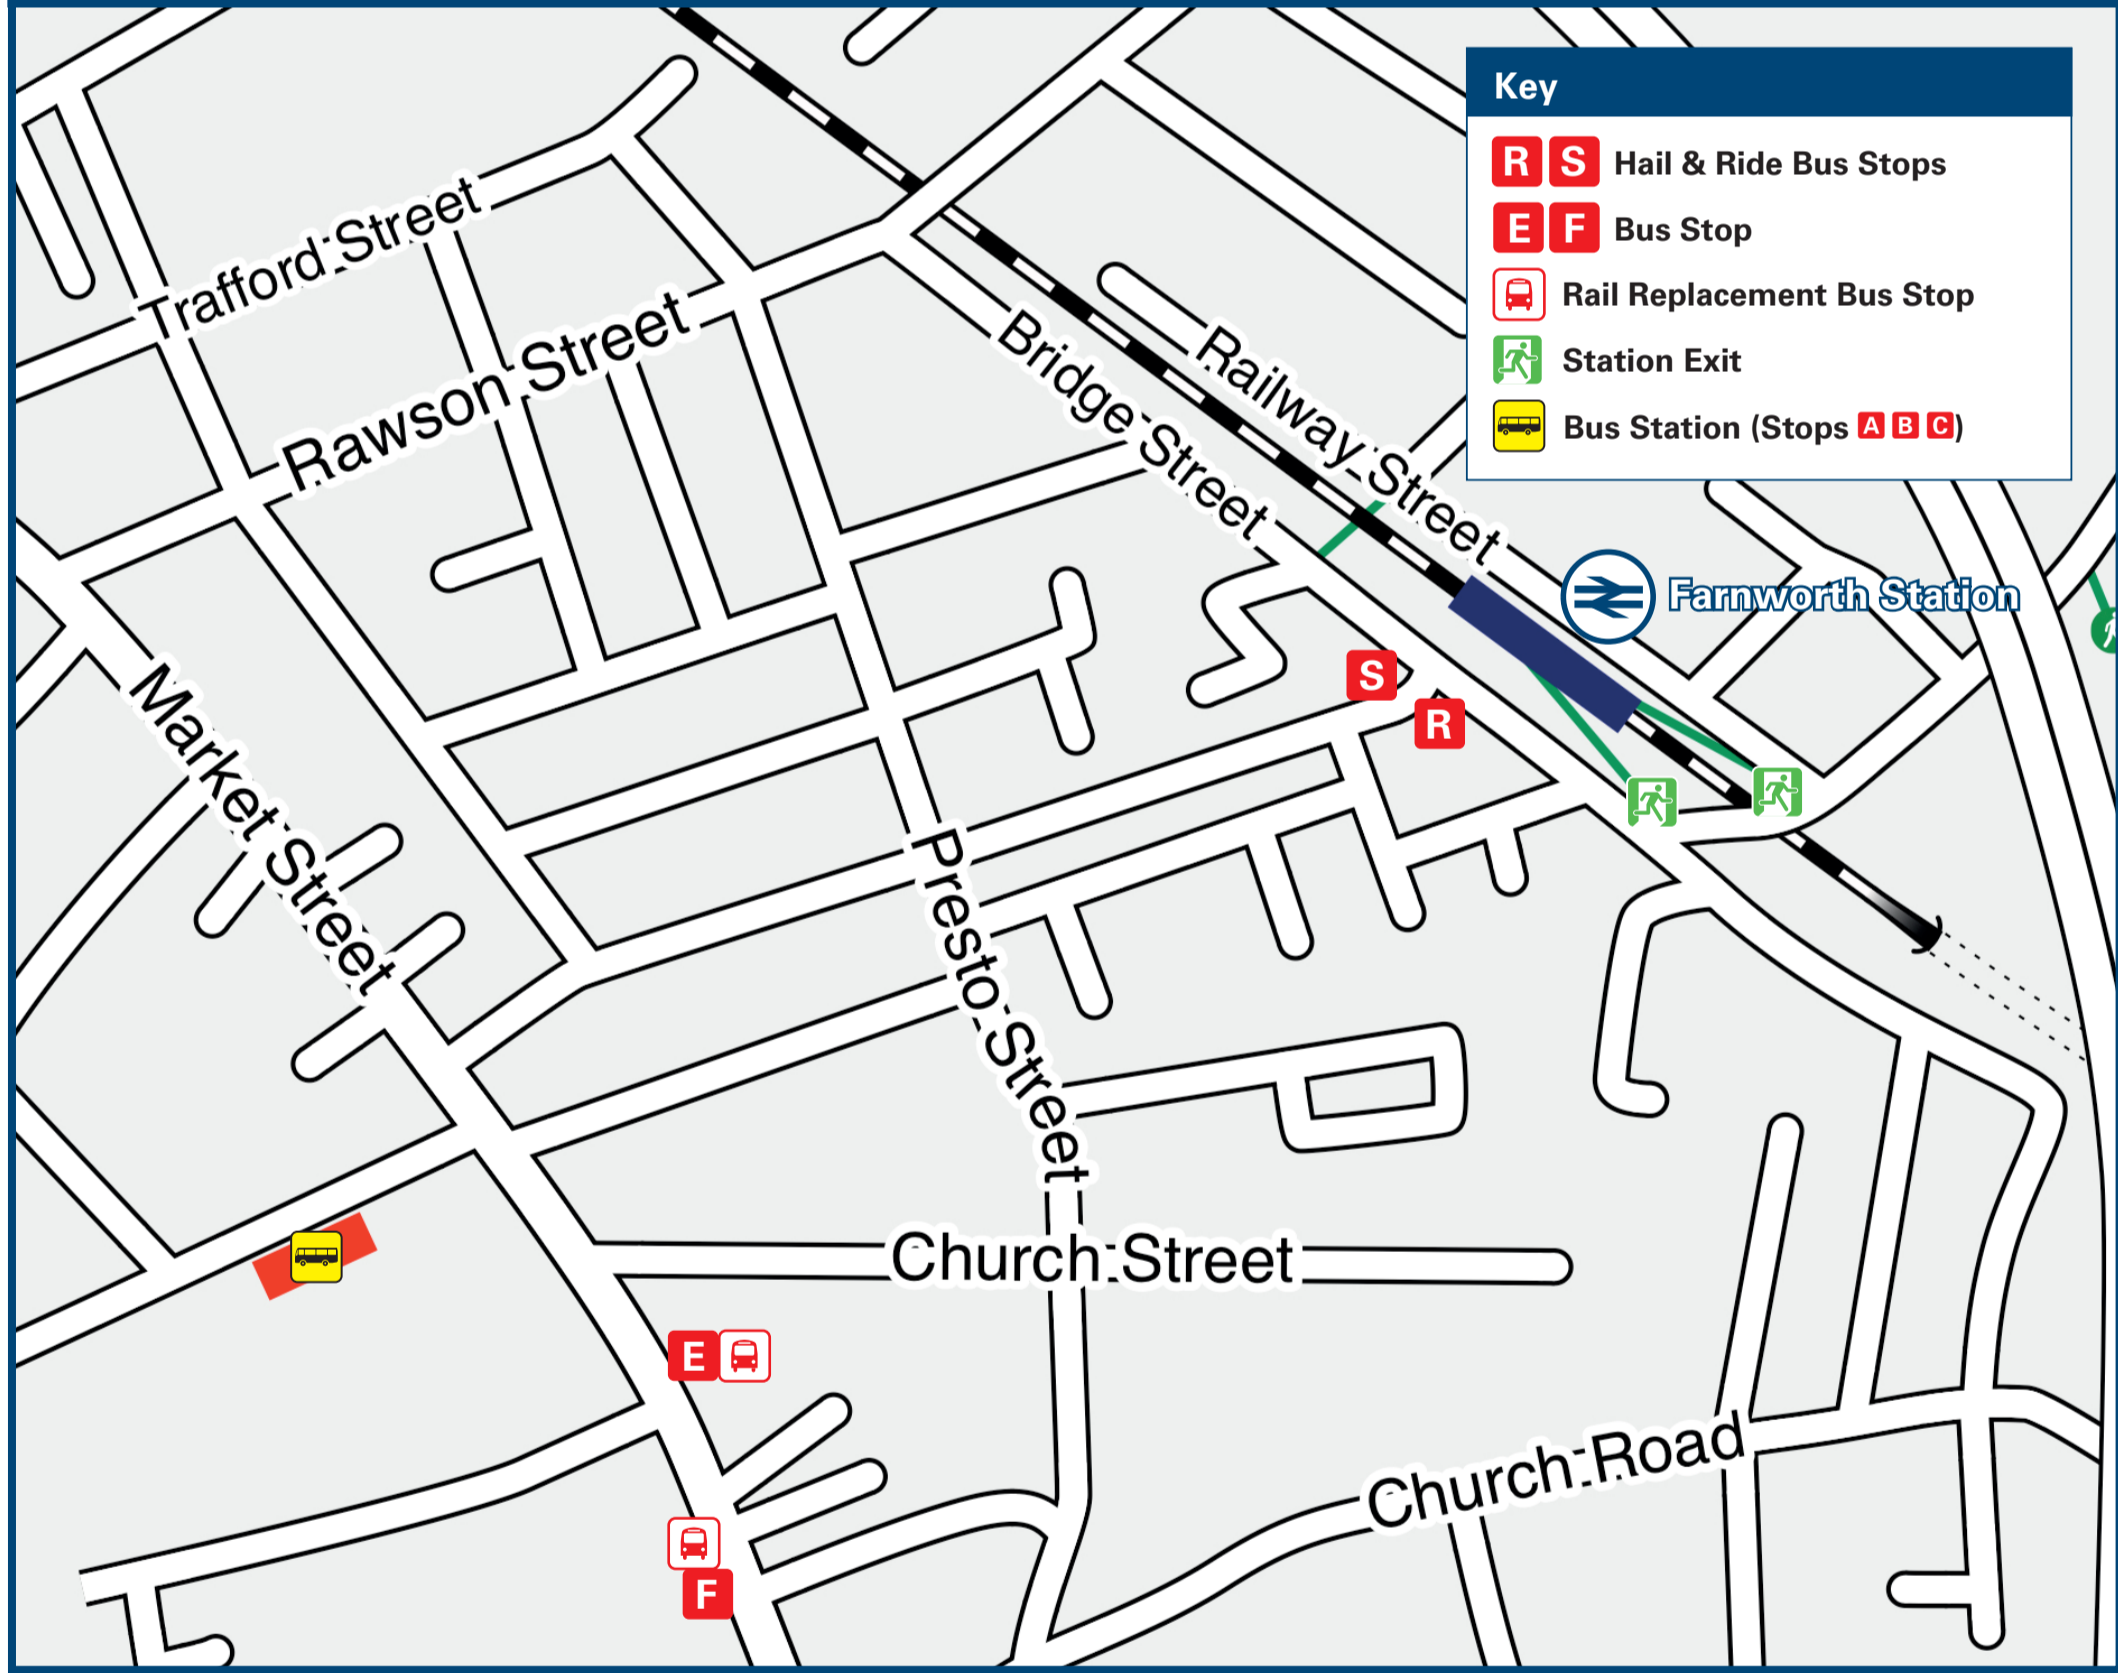 Key
R S Hail & Ride Bus Stops
E F Bus Stop
Rail Replacement Bus Stop
Station Exit
Bus Station (Stops A B C)
Trafford Street
Rawson Street
Bridge Street
Railway Street
Farnworth Station
Market Street
S
R
Presto Street
Church Street
E
Church Road
F